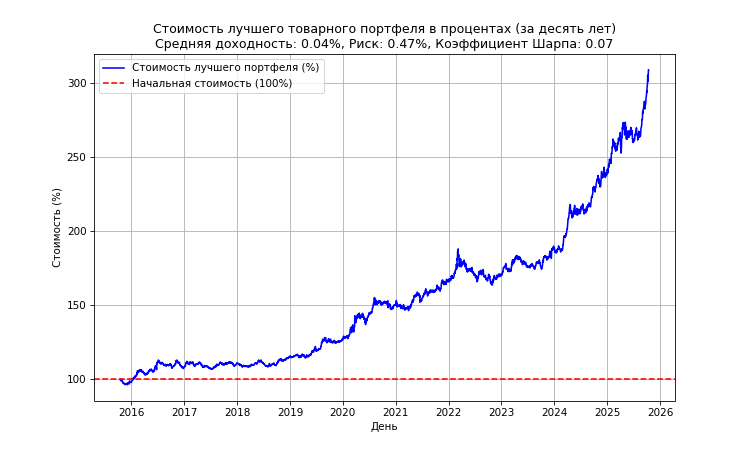 Стоимость лучшего товарного портфеля в процентах (за десять лет)
Средняя доходность: 0.04%, Риск: 0.47%, Коэффициент Шарпа: 0.07
Стоимость лучшего портфеля (%)
Начальная стоимость (100%)
Стоимость (%)
300
250
200
150
100
2016 2017 2018 2019 2020 2021 2022 2023 2024 2025 2026
День